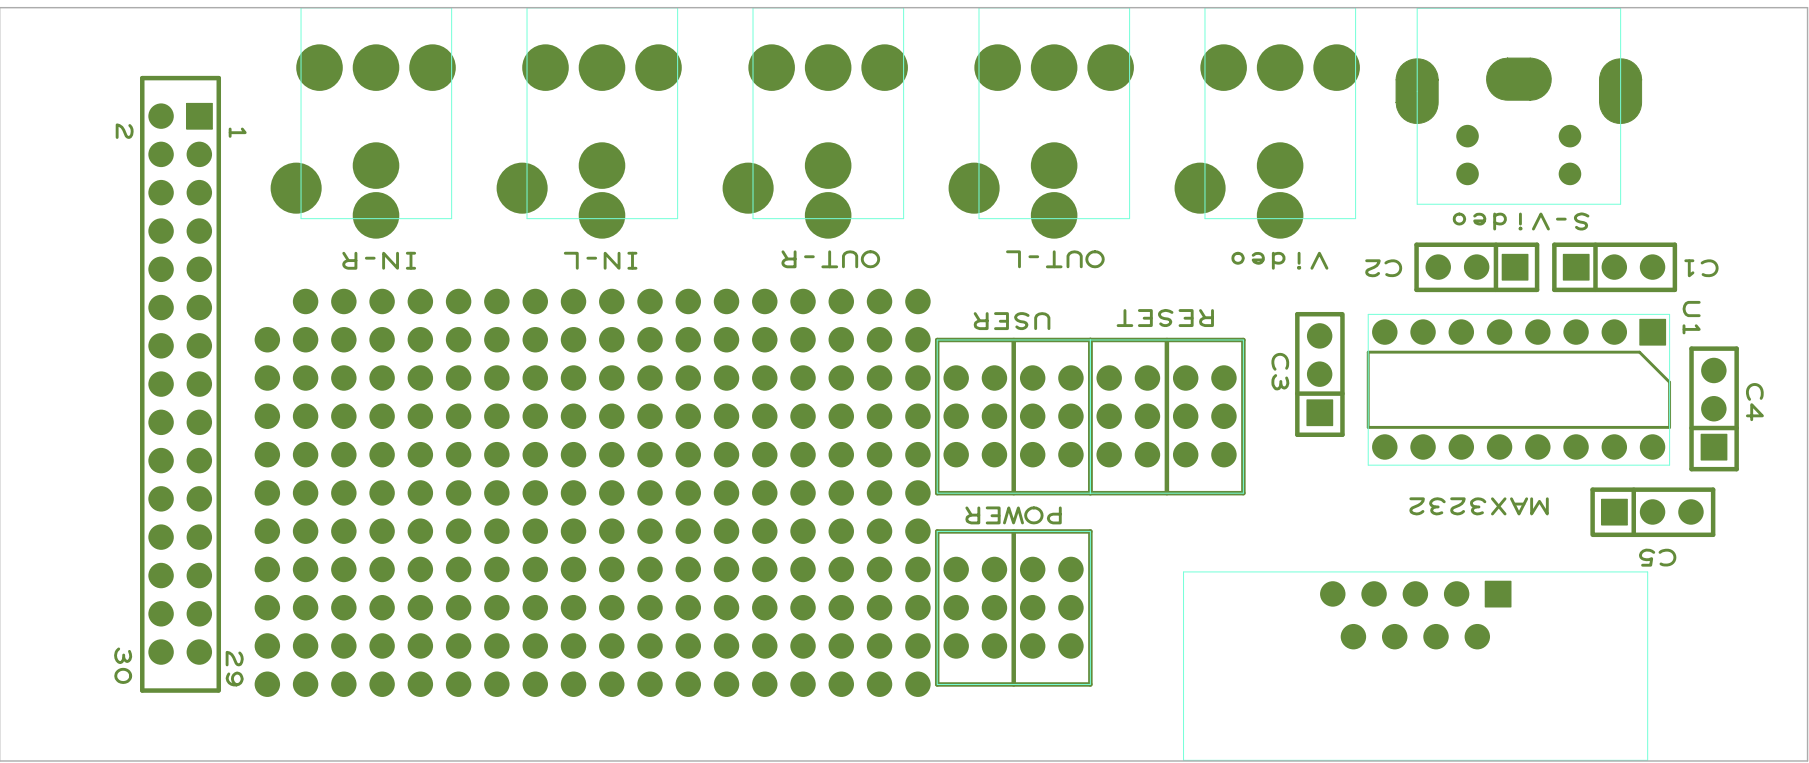 2
1
IN-R
IN-L
OUT-R
OUT-L
Video
S-Video
C2
C1
USER
RESET
U1
C3
C4
POWER
MAX3232
C5
30
29